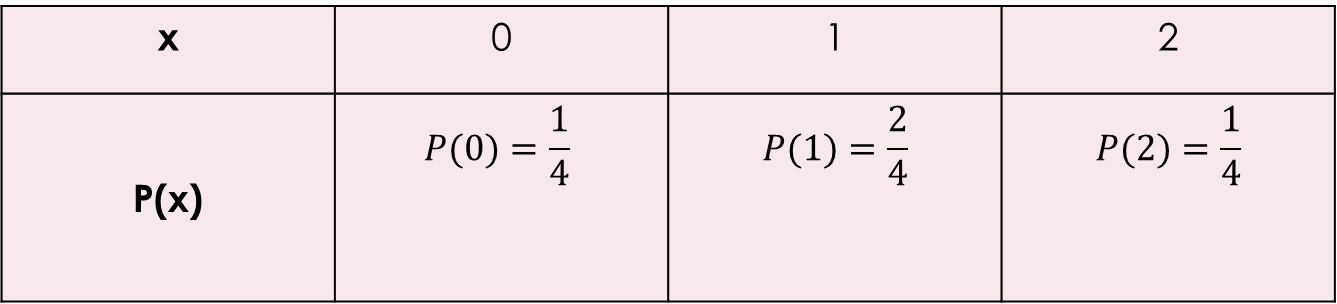 x 0 1 2
P(x) P(0) = 1/4 P(1) = 2/4 P(2) = 1/4